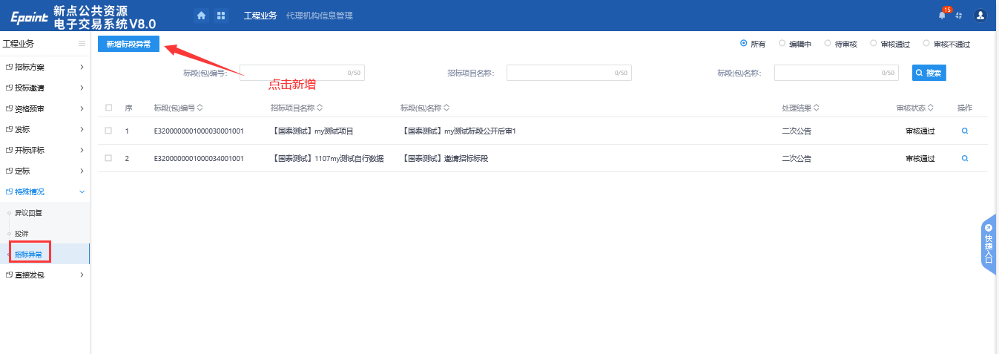 Epoint 新点公共资源
电子交易系统V8.0
工程业务 代理机构信息管理
15
工程业务
招标方案
投标邀请
资格预审
发标
开标评标
定标
特殊情况
异议回复
投诉
招标异常
直接发包
新增标段异常
所有 编辑中 待审核 审核通过 审核不通过
标段(包)编号： 0/50 招标项目名称： 0/50 标段(包)名称： 0/50 搜索
点击新增
序 标段(包)编号 招标项目名称 标段(包)名称 处理结果 审核状态 操作
1 E3200000001000030001001 【国泰测试】my测试项目 【国泰测试】my测试标段公开后审1 二次公告 审核通过
2 E3200000001000034001001 【国泰测试】1107my测试自行数据 【国泰测试】邀请招标标段 二次公告 审核通过
快捷入口